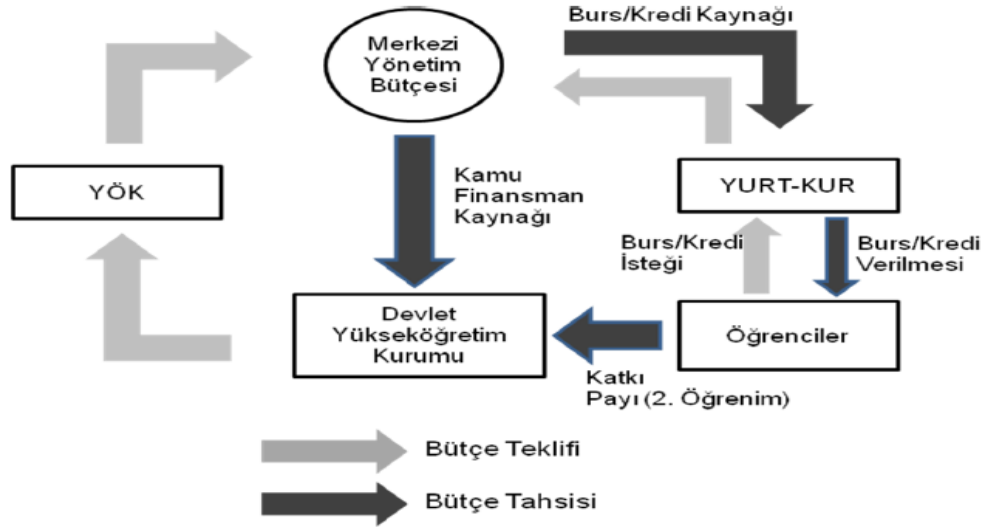 Burs/Kredi Kaynağı
Merkezi
Yönetim
Bütçesi
YÖK
Kamu
Finansman
Kaynağı
YURT-KUR
Burs/Kredi
İsteği
Burs/Kredi
Verilmesi
Devlet
Yükseköğretim
Kurumu
Öğrenciler
Katkı
Payı (2. Öğrenim)
Bütçe Teklifi
Bütçe Tahsisi